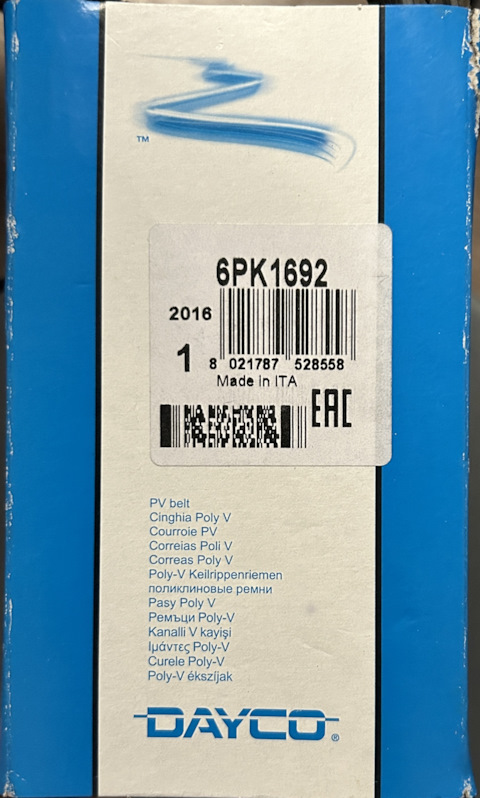 ™
6PK1692
2016
1
8 021787 528558
Made in ITA
EAC
PV belt
Cinghia Poly V
Courroie PV
Correias Poli V
Correas Poly V
Poly-V Keilrippenriemen
поликлиновые ремни
Pasy Poly V
Ремъци Poly-V
Kanalli V kayişi
Ιμάντες Poly-V
Curele Poly-V
Poly-V ékszíjak
DAYCO®